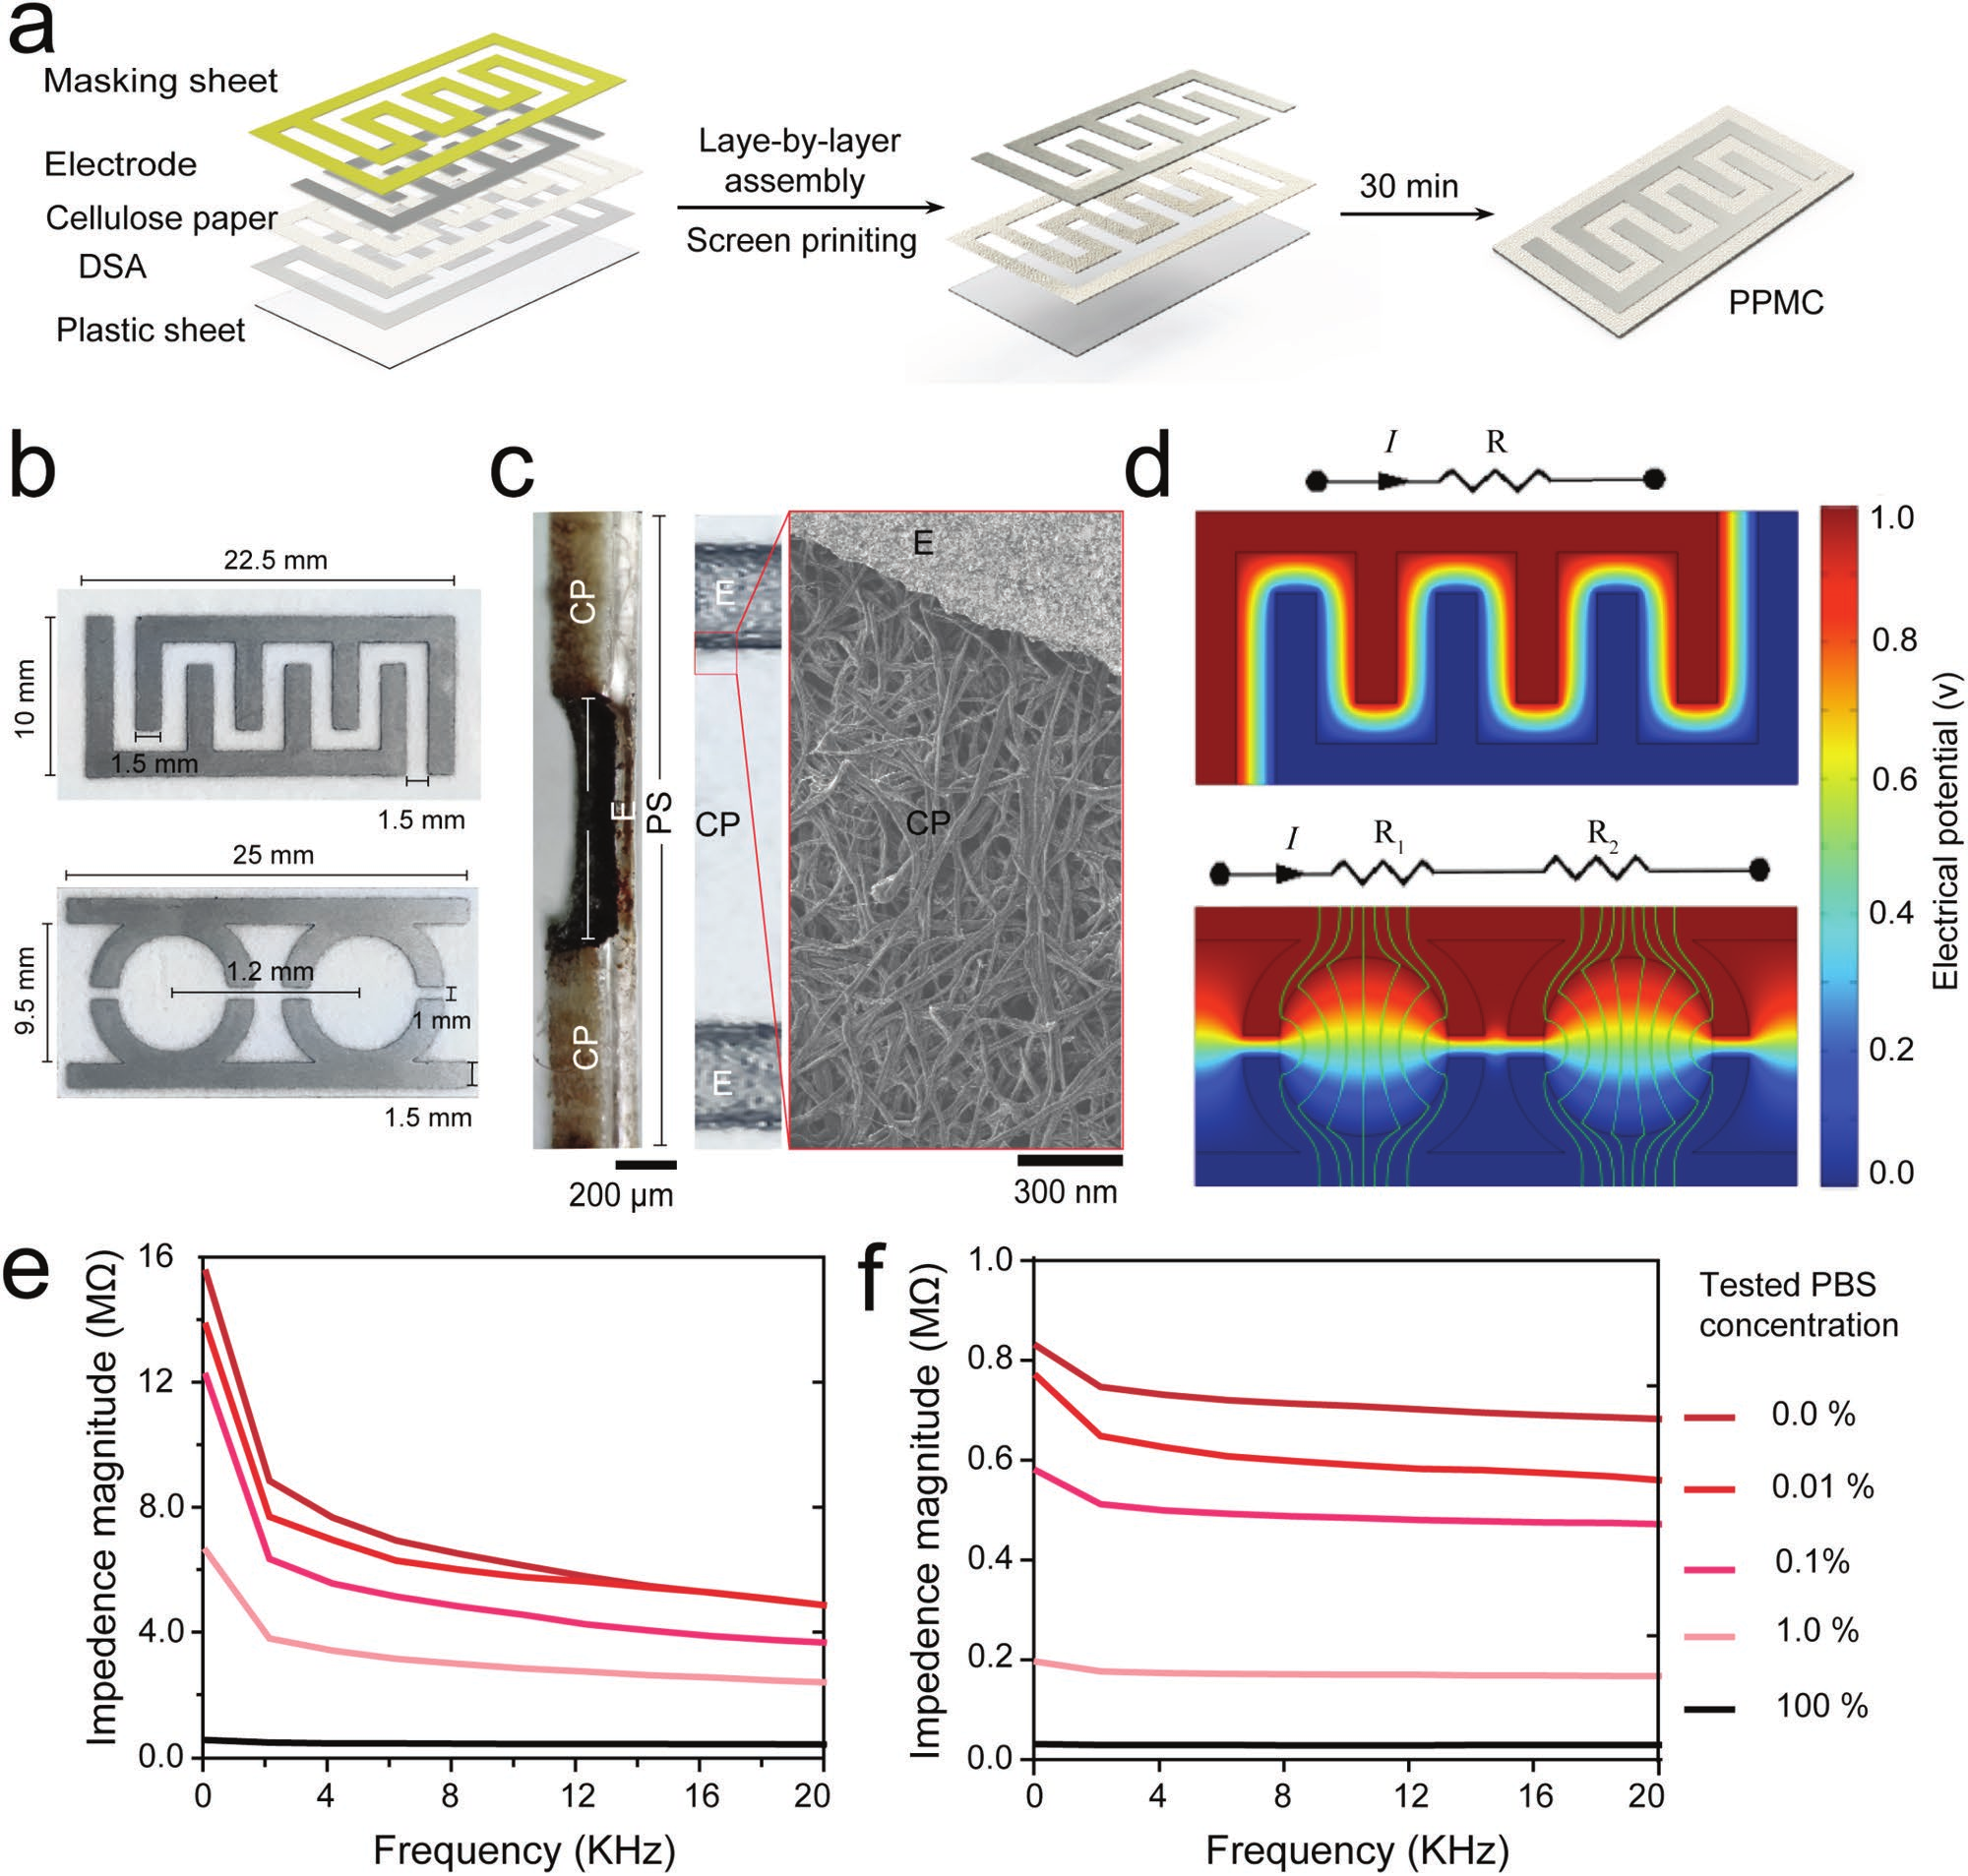 a
Masking sheet
Electrode
Cellulose paper
DSA
Plastic sheet
Laye-by-layer
assembly
Screen priniting
30 min
PPMC
b
22.5 mm
10 mm
1.5 mm
1.5 mm
25 mm
9.5 mm
1.2 mm
1 mm
1.5 mm
c
CP
E
PS
CP
200 µm
E
CP
E
E
CP
300 nm
d
I R
I R1 R2
1.0
0.8
0.6
0.4
0.2
0.0
Electrical potential (v)
e
Impedence magnitude (MΩ)
16
12
8.0
4.0
0.0
0 4 8 12 16 20
Frequency (KHz)
f
Impedence magnitude (MΩ)
1.0
0.8
0.6
0.4
0.2
0.0
0 4 8 12 16 20
Frequency (KHz)
Tested PBS
concentration
0.0 %
0.01 %
0.1%
1.0 %
100 %